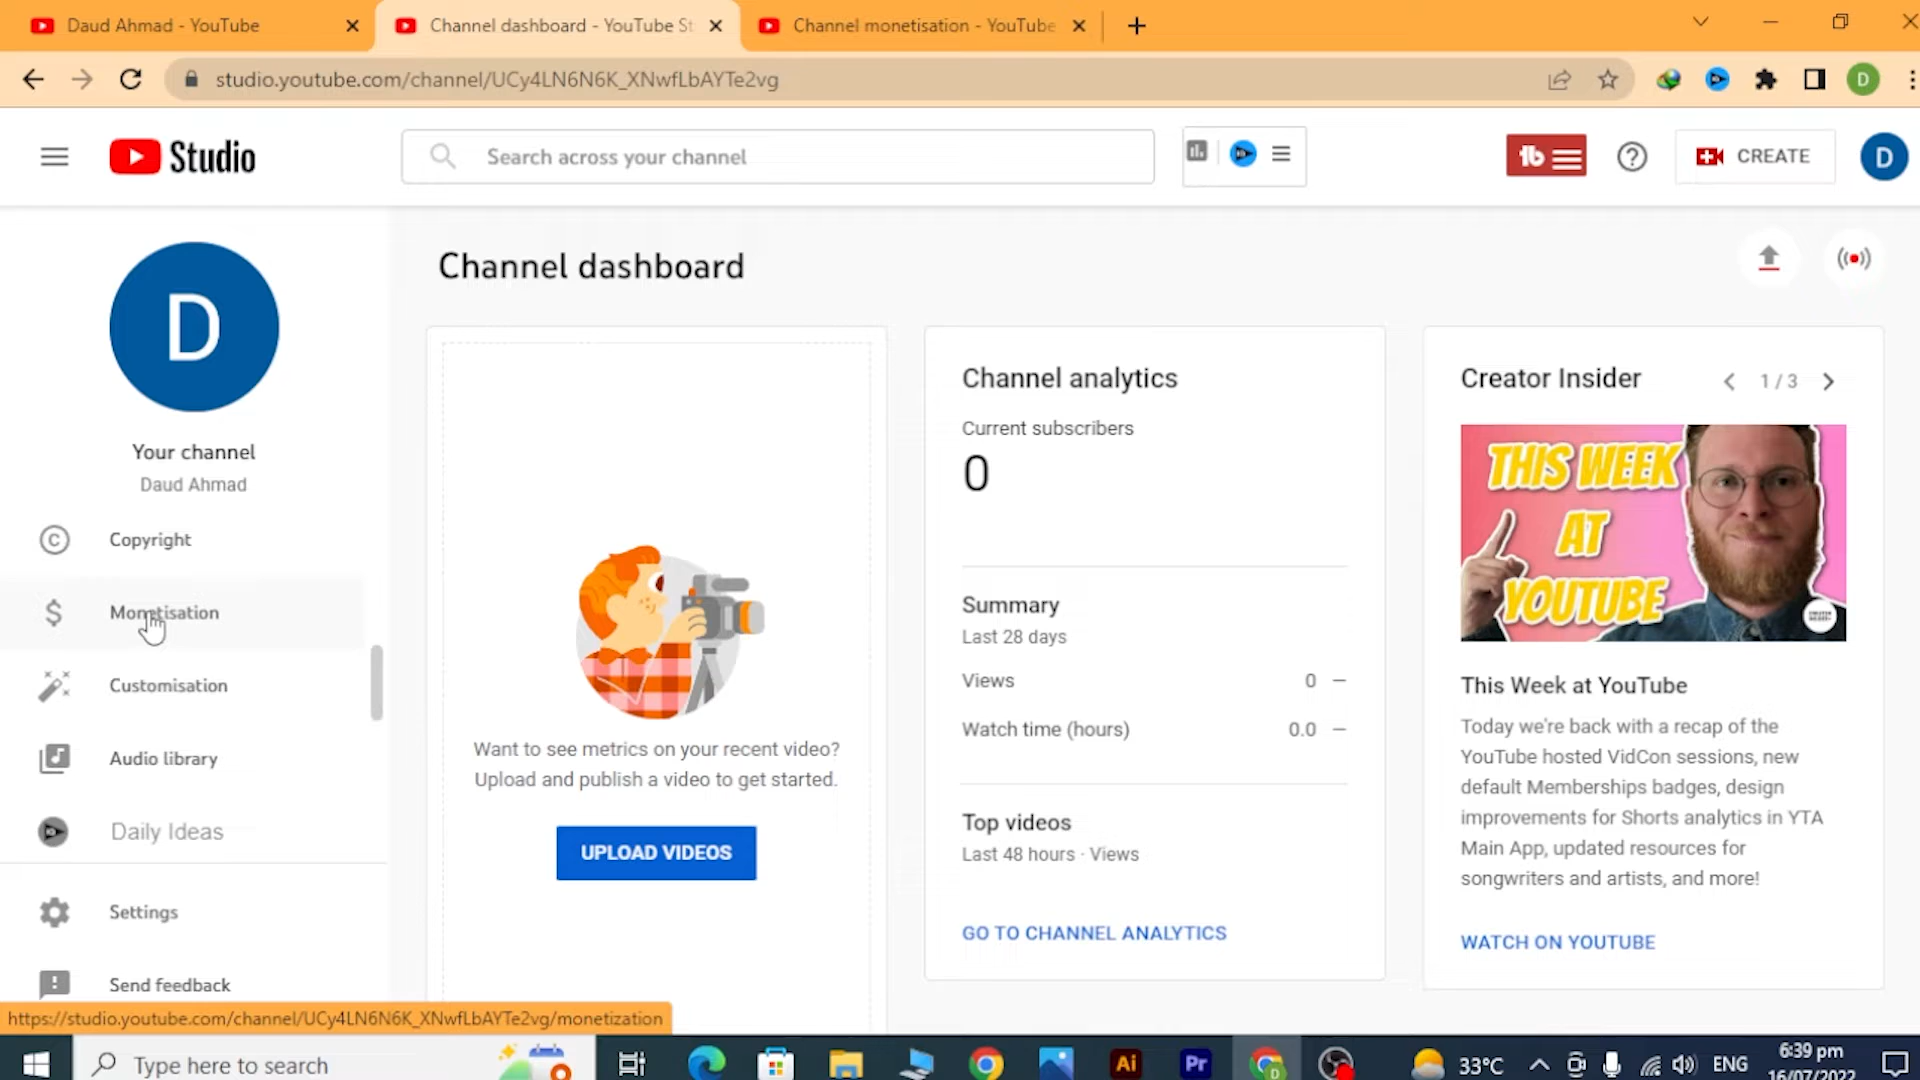 Daud Ahmad - YouTube
Channel dashboard - YouTube St
Channel monetisation - YouTube
studio.youtube.com/channel/UCy4LN6N6K_XNwfLbAYTe2vg
D
Studio
Search across your channel
tb
CREATE
D
D
Your channel
Daud Ahmad
Copyright
Monetisation
Customisation
Audio library
Daily Ideas
Settings
Send feedback
Channel dashboard
Want to see metrics on your recent video?
Upload and publish a video to get started.
UPLOAD VIDEOS
Channel analytics
Current subscribers
0
Summary
Last 28 days
Views 0 —
Watch time (hours) 0.0 —
Top videos
Last 48 hours · Views
GO TO CHANNEL ANALYTICS
Creator Insider
1 / 3
THIS WEEK
AT
YOUTUBE
This Week at YouTube
Today we're back with a recap of the
YouTube hosted VidCon sessions, new
default Memberships badges, design
improvements for Shorts analytics in YTA
Main App, updated resources for
songwriters and artists, and more!
WATCH ON YOUTUBE
https://studio.youtube.com/channel/UCy4LN6N6K_XNwfLbAYTe2vg/monetization
Type here to search
Ai
Pr
D
33°C
ENG
6:39 pm
16/07/2022